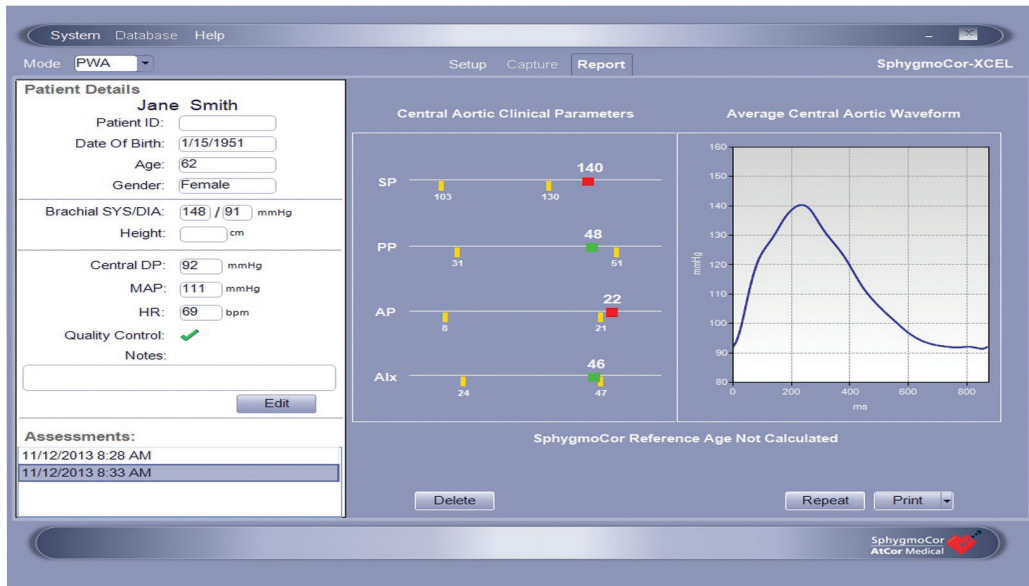 System Database Help
Mode PWA Setup Capture Report SphygmoCor-XCEL
Patient Details
Jane Smith
Patient ID:
Date Of Birth: 1/15/1951
Age: 62
Gender: Female
Brachial SYS/DIA: 148 / 91 mmHg
Height: cm
Central DP: 92 mmHg
MAP: 111 mmHg
HR: 69 bpm
Quality Control:
Notes:
Edit
Assessments:
11/12/2013 8:28 AM
11/12/2013 8:33 AM
Central Aortic Clinical Parameters
140
SP
103 130
48
PP
31 51
22
AP
8 21
46
AIx
24 47
Average Central Aortic Waveform
160
150
140
130
120
110
100
90
80
mmHg
0 200 400 600 800
ms
SphygmoCor Reference Age Not Calculated
Delete Repeat Print
SphygmoCor
AtCor Medical